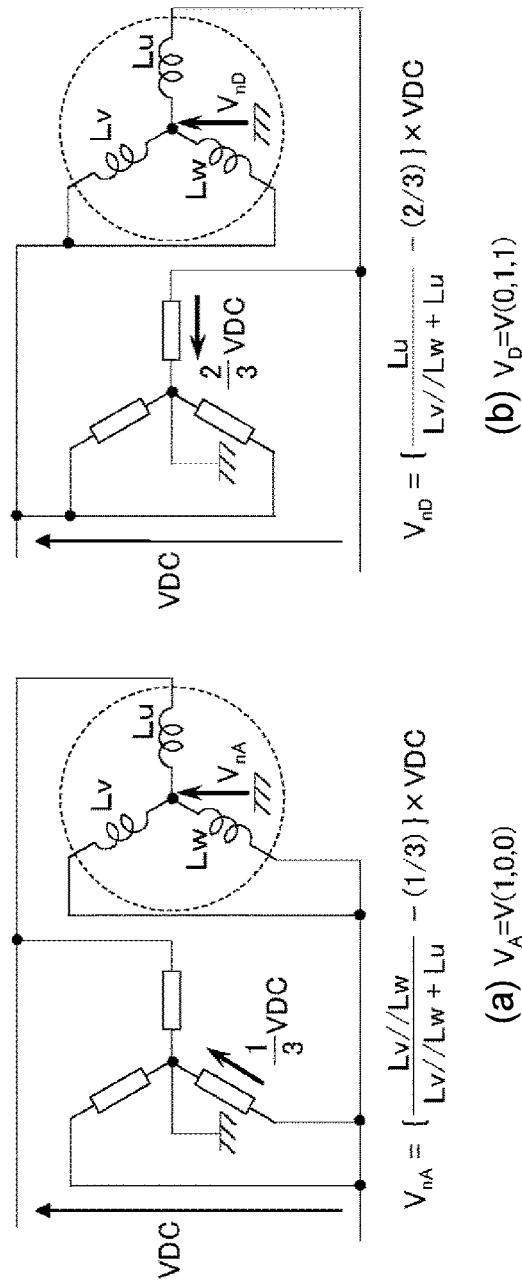 VDC
1
3
VDC
Lv
Lu
Lw
VnA
VnA = { Lv//Lw
Lv//Lw + Lu
- (1/3) } × VDC
(a) VA=V(1,0,0)
VDC
2
3
VDC
Lv
Lu
Lw
VnD
VnD = { Lu
Lv//Lw + Lu
- (2/3) } × VDC
(b) VD=V(0,1,1)